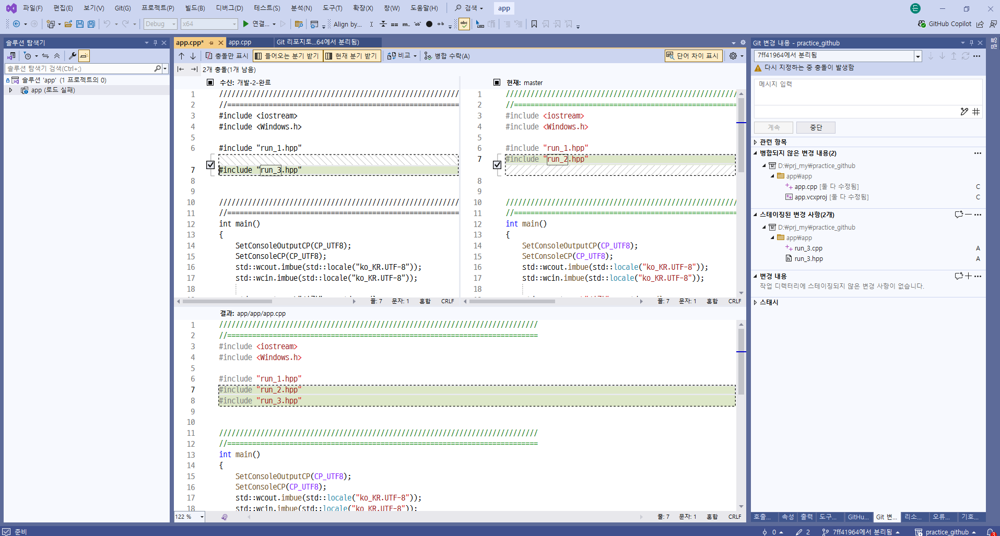 파일(F) 편집(E) 보기(V) Git(G) 프로젝트(P) 빌드(B) 디버그(D) 테스트(S) 분석(N) 도구(T) 확장(X) 창(W) 도움말(H) 검색 app
Debug x64 연결... Align by... GitHub Copilot
솔루션 탐색기
솔루션 탐색기 검색(Ctrl+;)
솔루션 'app' (1 프로젝트의 0)
app (로드 실패)
app.cpp* app.cpp Git 리포지토...64에서 분리됨)
충돌만 표시 들어오는 분기 받기 현재 분기 받기 비교 병합 수락(A) 단어 차이 표시
2개 충돌(1개 남음)
수신: 개발-2-완료
1 /////////////////////////////////////////////////////////////
2 //========================================================
3 #include <iostream>
4 #include <Windows.h>
5
6 #include "run_1.hpp"
7 #include "run_3.hpp"
8
9
10 /////////////////////////////////////////////////////////////
11 //========================================================
12 int main()
13 {
14 SetConsoleOutputCP(CP_UTF8);
15 SetConsoleCP(CP_UTF8);
16 std::wcout.imbue(std::locale("ko_KR.UTF-8"));
17 std::wcin.imbue(std::locale("ko_KR.UTF-8"));
18
줄: 7 문자: 1 혼합 CRLF
현재: master
1 /////////////////////////////////////////////////////////////
2 //========================================================
3 #include <iostream>
4 #include <Windows.h>
5
6 #include "run_1.hpp"
7 #include "run_2.hpp"
8
9
10 /////////////////////////////////////////////////////////////
11 //========================================================
12 int main()
13 {
14 SetConsoleOutputCP(CP_UTF8);
15 SetConsoleCP(CP_UTF8);
16 std::wcout.imbue(std::locale("ko_KR.UTF-8"));
17 std::wcin.imbue(std::locale("ko_KR.UTF-8"));
18
줄: 7 문자: 1 혼합 CRLF
결과: app/app/app.cpp
1 /////////////////////////////////////////////////////////////////////////////
2 //===========================================================================
3 #include <iostream>
4 #include <Windows.h>
5
6 #include "run_1.hpp"
7 #include "run_2.hpp"
8 #include "run_3.hpp"
9
10
11 /////////////////////////////////////////////////////////////////////////////
12 //===========================================================================
13 int main()
14 {
15 SetConsoleOutputCP(CP_UTF8);
16 SetConsoleCP(CP_UTF8);
17 std::wcout.imbue(std::locale("ko_KR.UTF-8"));
18 std::wcin.imbue(std::locale("ko_KR.UTF-8"));
122 % 줄: 7 문자: 1 혼합 CRLF
Git 변경 내용 - practice_github
7ff41964에서 분리됨
다시 지정하는 중 충돌이 발생함
메시지 입력
계속 중단
관련 항목
병합되지 않은 변경 내용(2)
D:₩prj_my₩practice_github
app₩app
app.cpp [둘 다 수정됨] C
app.vcxproj [둘 다 수정됨] C
스테이징된 변경 사항(2개)
D:₩prj_my₩practice_github
app₩app
run_3.cpp A
run_3.hpp A
변경 내용
작업 디렉터리에 스테이징되지 않은 변경 사항이 없습니다.
스태시
호출... 속성 출력 도구... GitHu... Git 변... 리소... 오류... 기호...
알림
준비 0 2 7ff41964에서 분리됨 practice_github 3